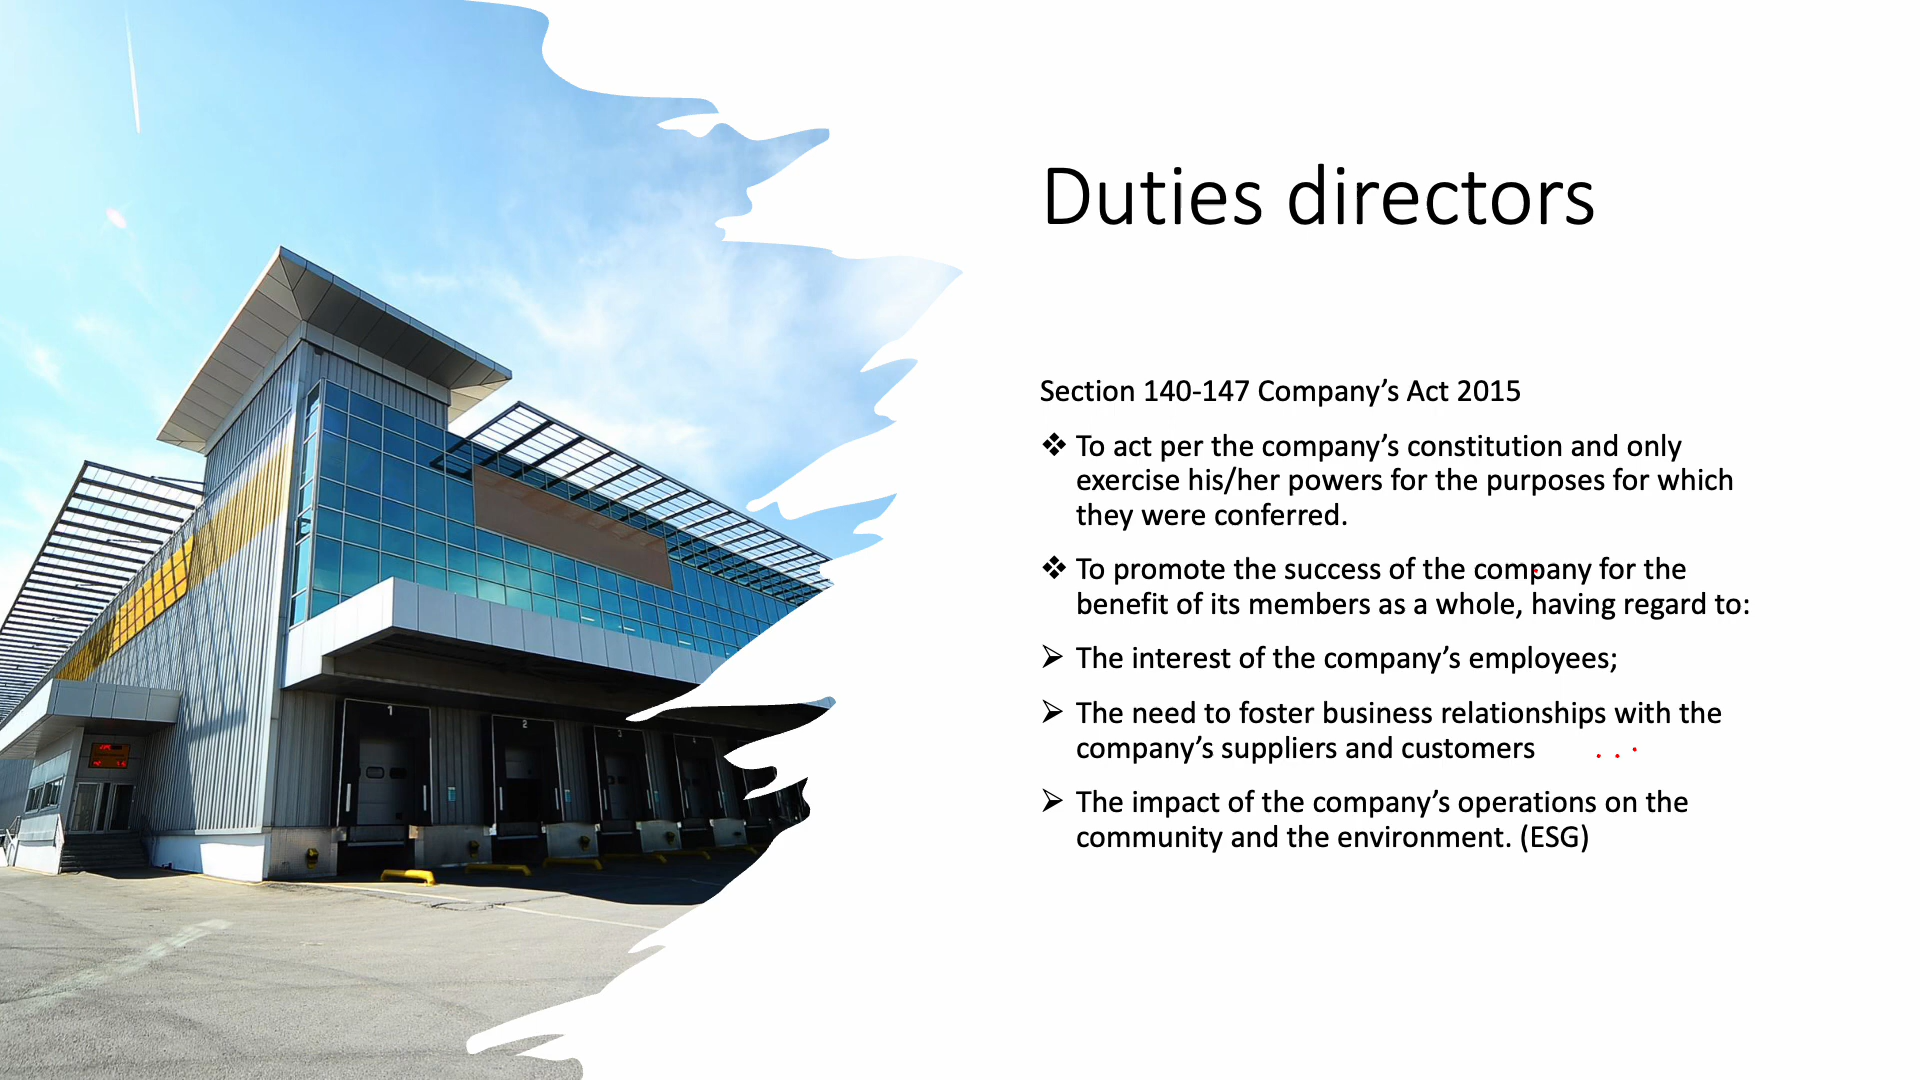 Duties directors
Section 140-147 Company’s Act 2015
❖ To act per the company’s constitution and only
exercise his/her powers for the purposes for which
they were conferred.
❖ To promote the success of the company for the
benefit of its members as a whole, having regard to:
➢ The interest of the company’s employees;
➢ The need to foster business relationships with the
company’s suppliers and customers
➢ The impact of the company’s operations on the
community and the environment. (ESG)
1
2
3
4